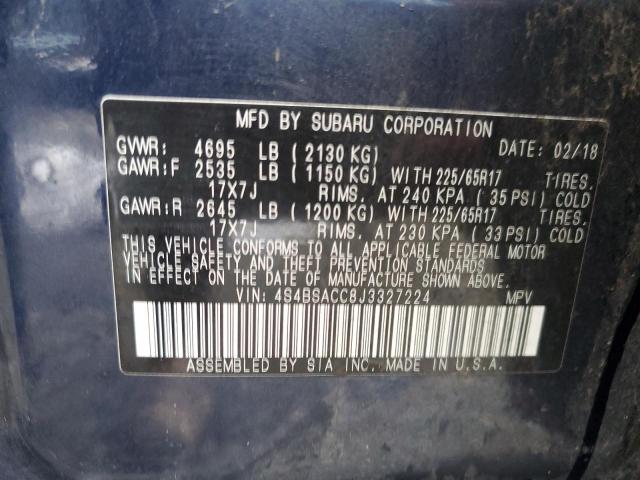 MFD BY SUBARU CORPORATION
GVWR: 4695 LB ( 2130 KG) DATE: 02/18
GAWR:F 2535 LB ( 1150 KG) WITH 225/65R17 TIRES.
17X7J RIMS. AT 240 KPA ( 35 PSI) COLD
GAWR:R 2645 LB ( 1200 KG) WITH 225/65R17 TIRES.
17X7J RIMS. AT 230 KPA ( 33 PSI) COLD
THIS VEHICLE CONFORMS TO ALL APPLICABLE FEDERAL MOTOR
VEHICLE SAFETY AND THEFT PREVENTION STANDARDS
IN EFFECT ON THE DATE OF MANUFACTURE SHOWN ABOVE.
VIN: 4S4BSACC8J3327224 MPV
ASSEMBLED BY SIA INC. MADE IN U.S.A.